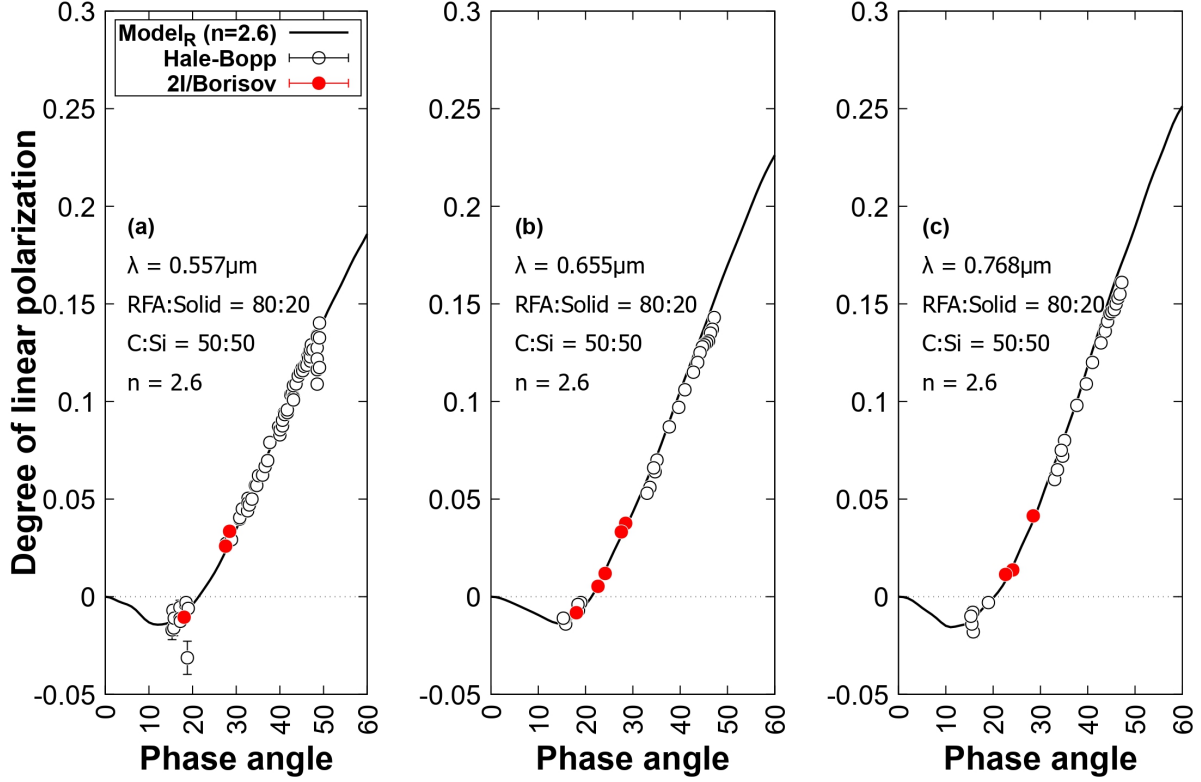 Degree of linear polarization
Model_R (n=2.6)
Hale-Bopp
2I/Borisov
0.3
0.25
0.2
0.15
0.1
0.05
0
-0.05
(a)
λ = 0.557μm
RFA:Solid = 80:20
C:Si = 50:50
n = 2.6
0 10 20 30 40 50 60
Phase angle
0.3
0.25
0.2
0.15
0.1
0.05
0
-0.05
(b)
λ = 0.655μm
RFA:Solid = 80:20
C:Si = 50:50
n = 2.6
0 10 20 30 40 50 60
Phase angle
0.3
0.25
0.2
0.15
0.1
0.05
0
-0.05
(c)
λ = 0.768μm
RFA:Solid = 80:20
C:Si = 50:50
n = 2.6
0 10 20 30 40 50 60
Phase angle